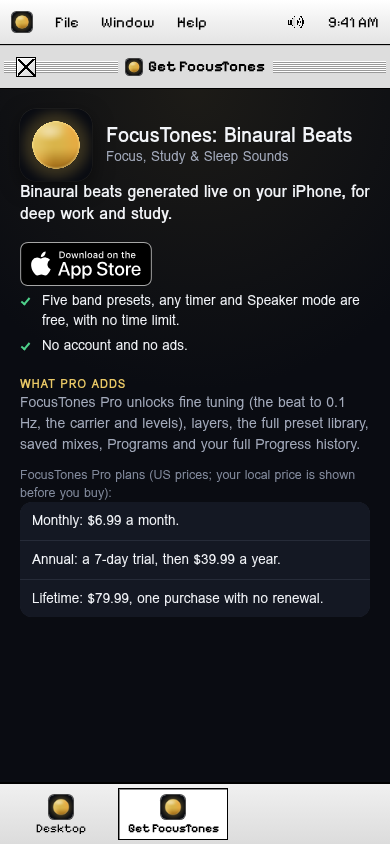 File Window Help 9:41 AM
Get FocusTones
FocusTones: Binaural Beats
Focus, Study & Sleep Sounds
Binaural beats generated live on your iPhone, for
deep work and study.
Download on the
App Store
Five band presets, any timer and Speaker mode are
free, with no time limit.
No account and no ads.
WHAT PRO ADDS
FocusTones Pro unlocks fine tuning (the beat to 0.1
Hz, the carrier and levels), layers, the full preset library,
saved mixes, Programs and your full Progress history.
FocusTones Pro plans (US prices; your local price is shown
before you buy):
Monthly: $6.99 a month.
Annual: a 7-day trial, then $39.99 a year.
Lifetime: $79.99, one purchase with no renewal.
Desktop Get FocusTones